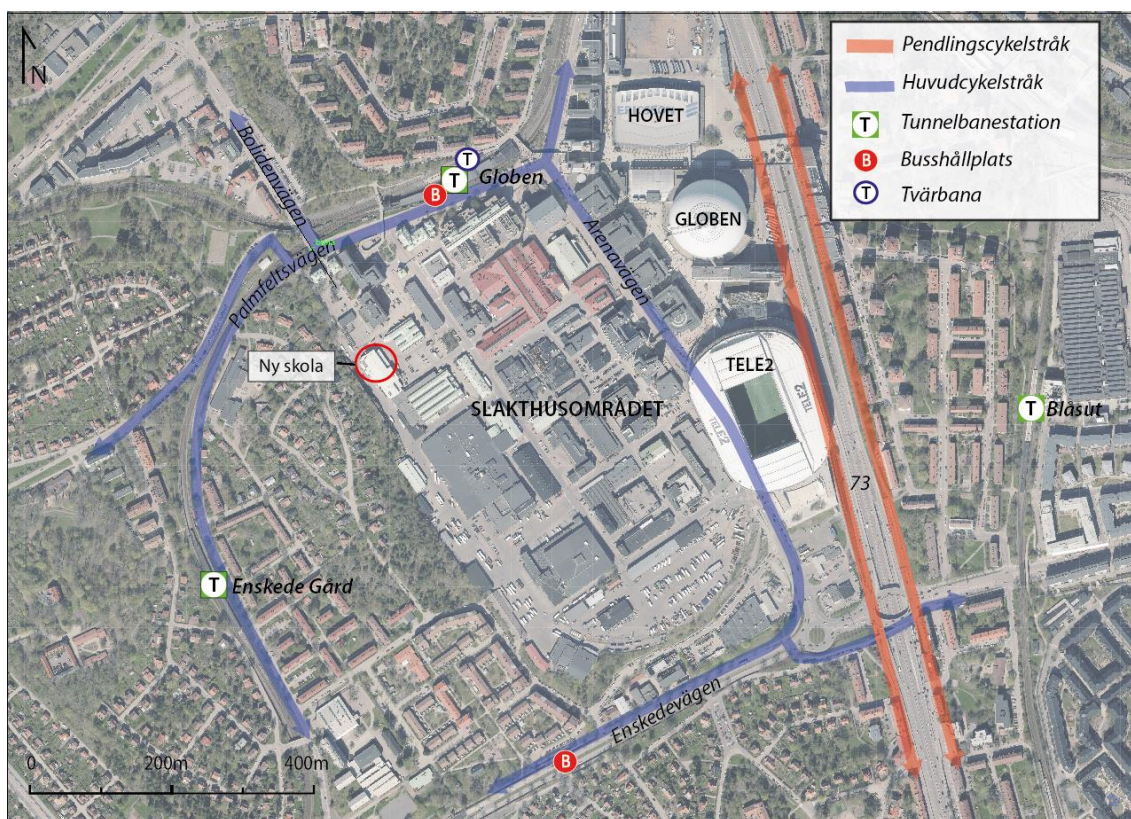 N
Pendlingscykelstråk
Huvudcykelstråk
T Tunnelbanestation
B Busshållplats
T Tvärbana
HOVET
Bolidenvägen
T
T
B
Globen
GLOBEN
Palmfeltsvägen
Arenavägen
Ny skola
TELE2
TELE2
TELE2
SLAKTHUSOMRÅDET
T Blåsut
73
T Enskede Gård
Enskedevägen
B
0 200m 400m